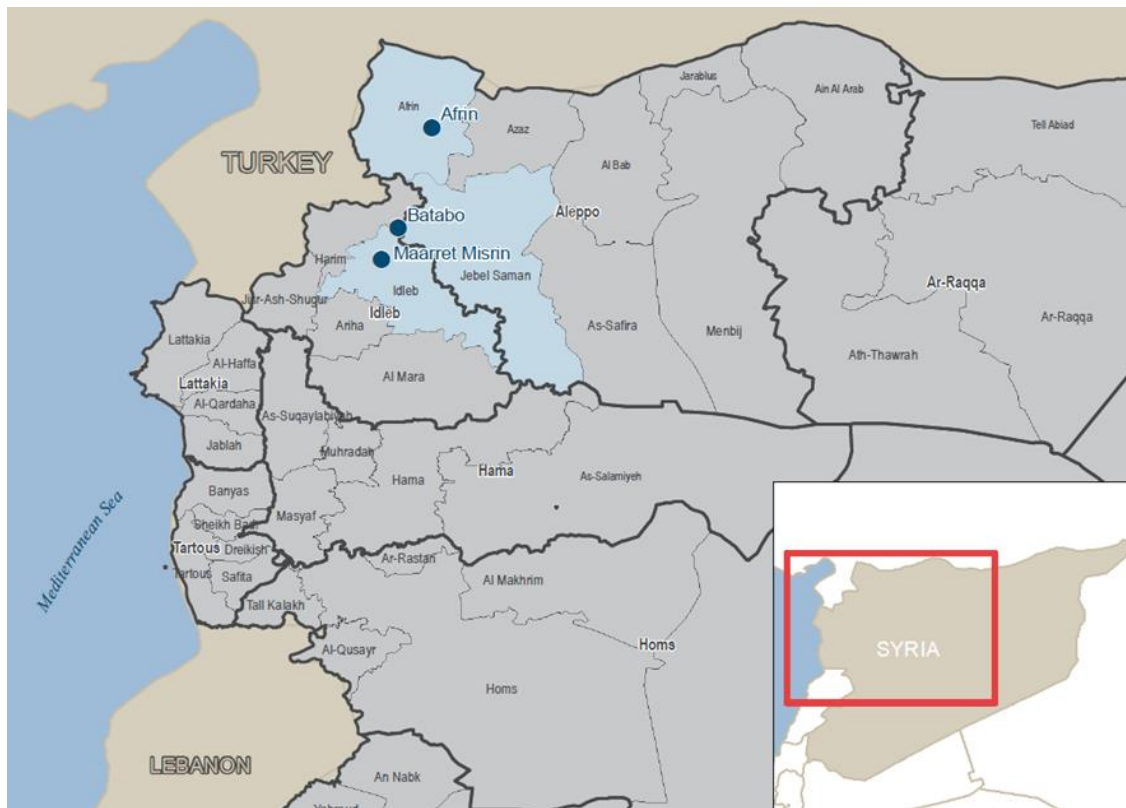 Afrin
Afrin
Azaz
Jarablus
Ain Al Arab
Tell Abiad
TURKEY
Al Bab
Aleppo
Batabo
Maarret Misrin
Harim
Jebel Saman
Idleb
Idleb
Ar-Raqqa
Ar-Raqqa
Jisr-Ash-Shugur
Ariha
As-Safira
Menbij
Ath-Thawrah
Lattakia
Al-Haffa
Lattakia
Al Mara
Al-Qardaha
As-Suqaylabiyah
Jablah
Muhradah
Hama
Hama
As-Salamiyeh
Banyas
Masyaf
Sheikh Badr
Tartous
Dreikish
Tartous
Safita
Ar-Rastan
Al Makhrim
Tall Kalakh
Al-Qusayr
Homs
Homs
Mediterranean Sea
LEBANON
An Nabk
SYRIA